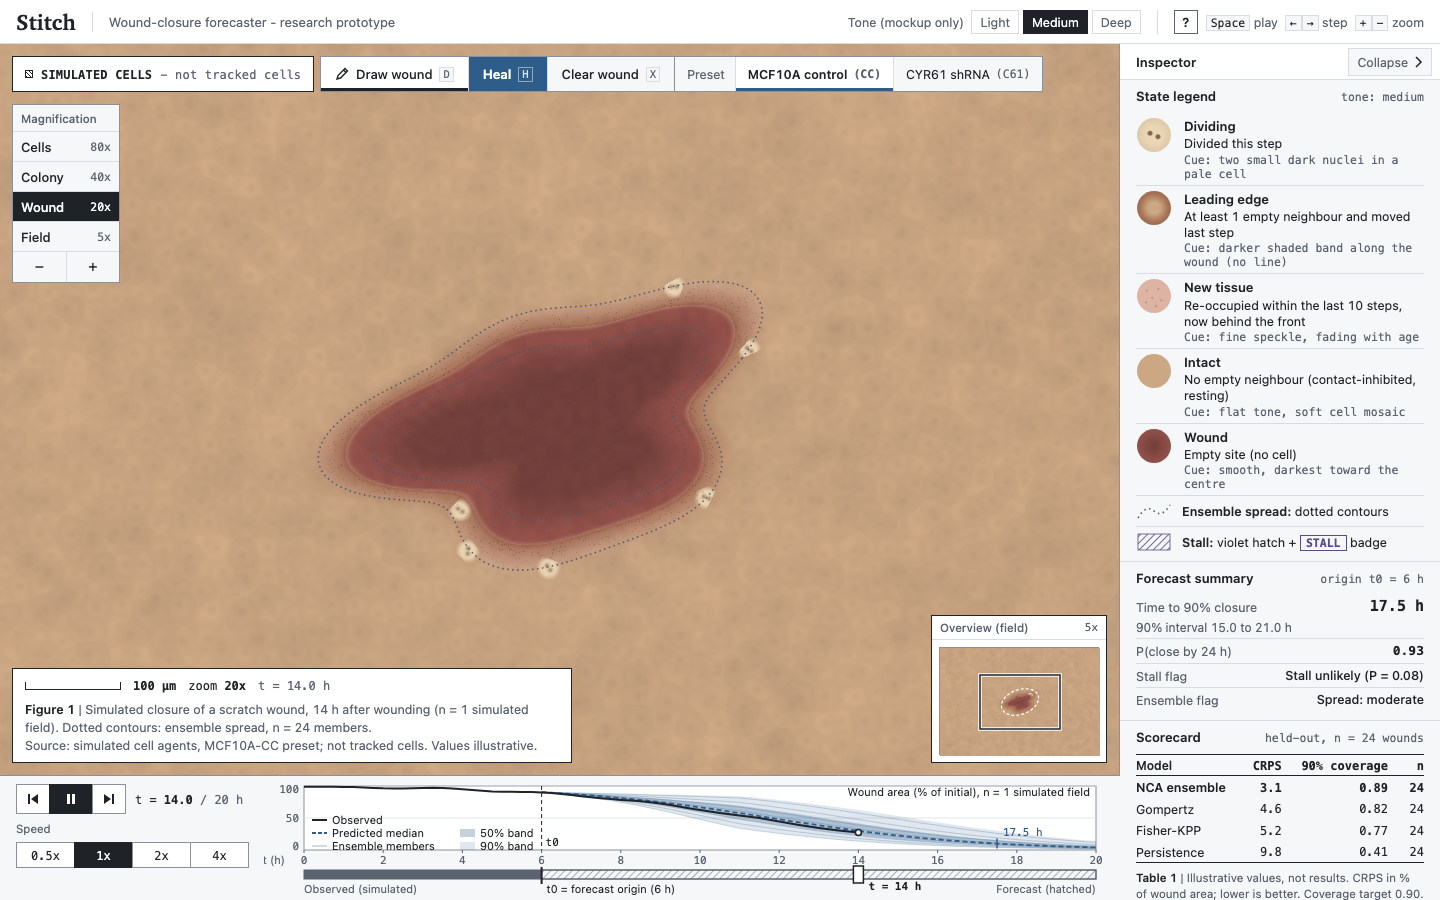 Stitch
Wound-closure forecaster - research prototype
Tone (mockup only) Light Medium Deep
? Space play ← → step + − zoom
SIMULATED CELLS – not tracked cells
Draw wound D
Heal H
Clear wound X
Preset
MCF10A control (CC)
CYR61 shRNA (C61)
Magnification
Cells 80x
Colony 40x
Wound 20x
Field 5x
− +
100 µm zoom 20x t = 14.0 h
Figure 1 | Simulated closure of a scratch wound, 14 h after wounding (n = 1 simulated
field). Dotted contours: ensemble spread, n = 24 members.
Source: simulated cell agents, MCF10A-CC preset; not tracked cells. Values illustrative.
Overview (field) 5x
t = 14.0 / 20 h
Speed
0.5x 1x 2x 4x
Wound area (% of initial), n = 1 simulated field
100
50
0
Observed
Predicted median
Ensemble members
50% band
90% band
t0
17.5 h
t (h) 0 2 4 6 8 10 12 14 16 18 20
Observed (simulated)
t0 = forecast origin (6 h)
t = 14 h
Forecast (hatched)
Inspector
Collapse
State legend tone: medium
Dividing
Divided this step
Cue: two small dark nuclei in a
pale cell
Leading edge
At least 1 empty neighbour and moved
last step
Cue: darker shaded band along the
wound (no line)
New tissue
Re-occupied within the last 10 steps,
now behind the front
Cue: fine speckle, fading with age
Intact
No empty neighbour (contact-inhibited,
resting)
Cue: flat tone, soft cell mosaic
Wound
Empty site (no cell)
Cue: smooth, darkest toward the
centre
Ensemble spread: dotted contours
Stall: violet hatch + STALL badge
Forecast summary origin t0 = 6 h
Time to 90% closure 17.5 h
90% interval 15.0 to 21.0 h
P(close by 24 h) 0.93
Stall flag Stall unlikely (P = 0.08)
Ensemble flag Spread: moderate
Scorecard held-out, n = 24 wounds
Model CRPS 90% coverage n
NCA ensemble 3.1 0.89 24
Gompertz 4.6 0.82 24
Fisher-KPP 5.2 0.77 24
Persistence 9.8 0.41 24
Table 1 | Illustrative values, not results. CRPS in %
of wound area; lower is better. Coverage target 0.90.